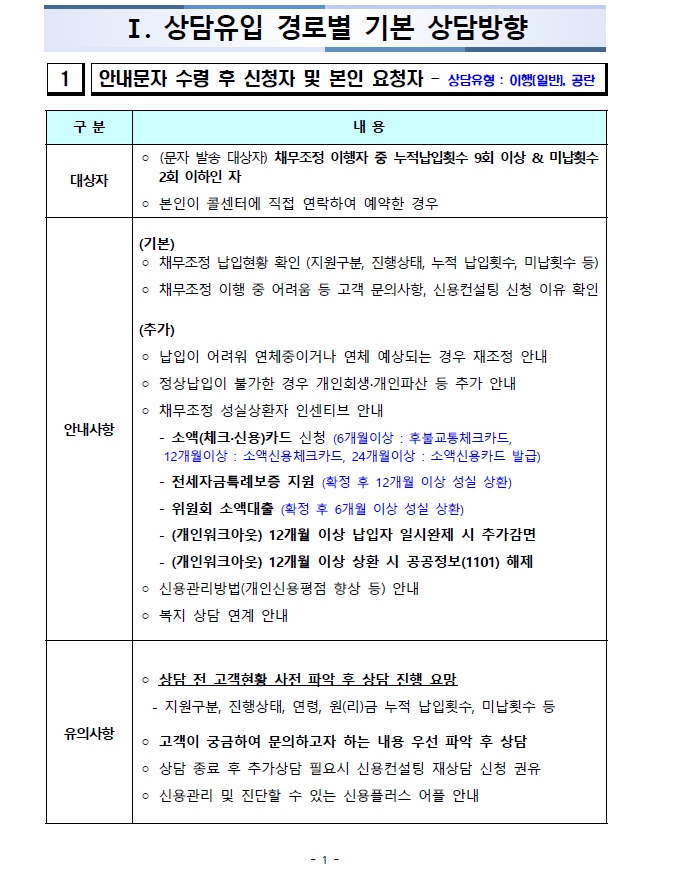 I. 상담유입 경로별 기본 상담방향
1 안내문자 수령 후 신청자 및 본인 요청자 - 상담유형 : 이행(일반), 공란
구 분 내 용
대상자
○ (문자 발송 대상자) 채무조정 이행자 중 누적납입횟수 9회 이상 & 미납횟수
2회 이하인 자
○ 본인이 콜센터에 직접 연락하여 예약한 경우
안내사항
(기본)
○ 채무조정 납입현황 확인 (지원구분, 진행상태, 누적 납입횟수, 미납횟수 등)
○ 채무조정 이행 중 어려움 등 고객 문의사항, 신용컨설팅 신청 이유 확인
(추가)
○ 납입이 어려워 연체중이거나 연체 예상되는 경우 재조정 안내
○ 정상납입이 불가한 경우 개인회생·개인파산 등 추가 안내
○ 채무조정 성실상환자 인센티브 안내
- 소액(체크·신용)카드 신청 (6개월이상 : 후불교통체크카드,
12개월이상 : 소액신용체크카드, 24개월이상 : 소액신용카드 발급)
- 전세자금특례보증 지원 (확정 후 12개월 이상 성실 상환)
- 위원회 소액대출 (확정 후 6개월 이상 성실 상환)
- (개인워크아웃) 12개월 이상 납입자 일시완제 시 추가감면
- (개인워크아웃) 12개월 이상 상환 시 공공정보(1101) 해제
○ 신용관리방법(개인신용평점 향상 등) 안내
○ 복지 상담 연계 안내
유의사항
○ 상담 전 고객현황 사전 파악 후 상담 진행 요망
- 지원구분, 진행상태, 연령, 원(리)금 누적 납입횟수, 미납횟수 등
○ 고객이 궁금하여 문의하고자 하는 내용 우선 파악 후 상담
○ 상담 종료 후 추가상담 필요시 신용컨설팅 재상담 신청 권유
○ 신용관리 및 진단할 수 있는 신용플러스 어플 안내
- 1 -